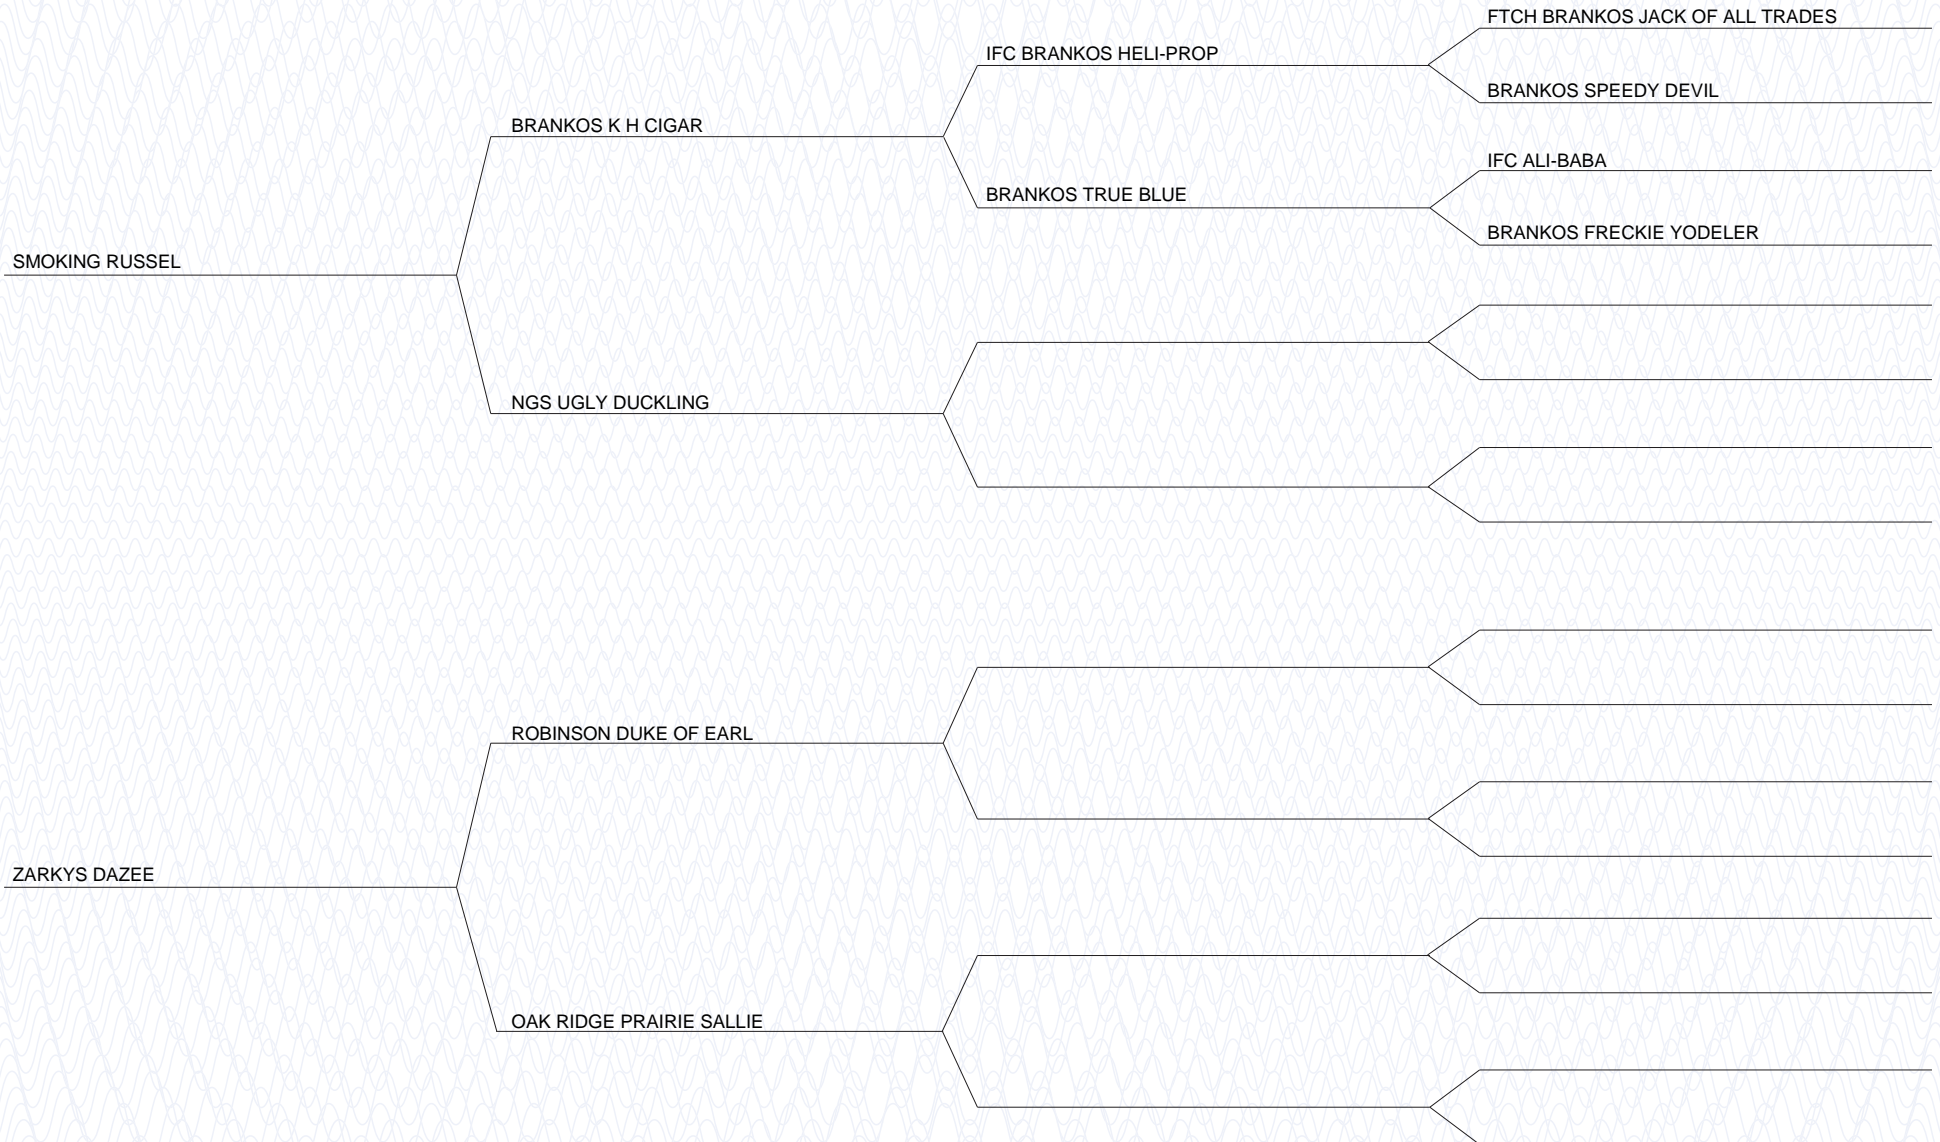 FTCH BRANKOS JACK OF ALL TRADES
IFC BRANKOS HELI-PROP
BRANKOS SPEEDY DEVIL
BRANKOS K H CIGAR
IFC ALI-BABA
BRANKOS TRUE BLUE
BRANKOS FRECKIE YODELER
SMOKING RUSSEL
NGS UGLY DUCKLING
ROBINSON DUKE OF EARL
ZARKYS DAZEE
OAK RIDGE PRAIRIE SALLIE